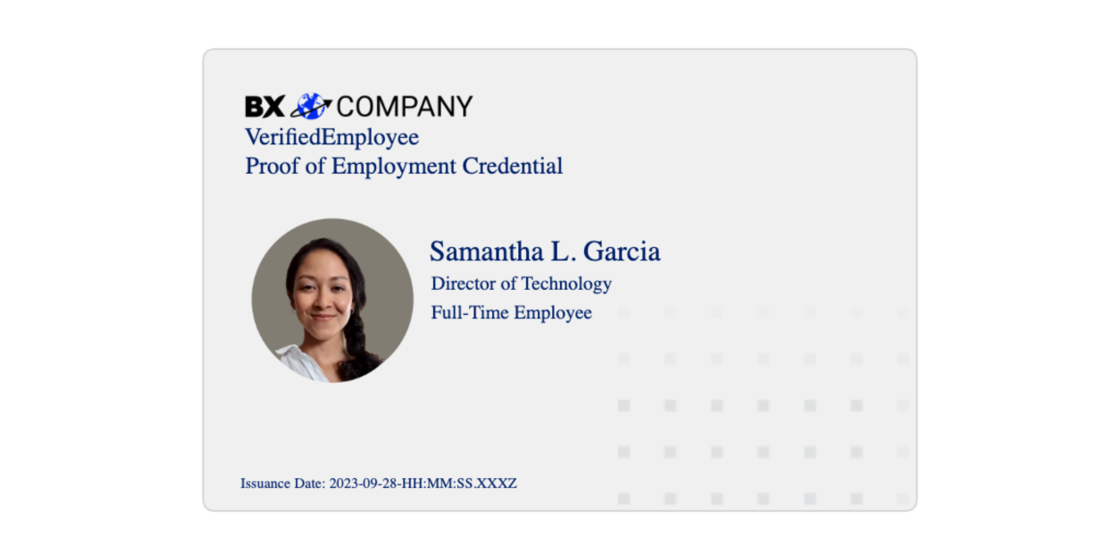 BX COMPANY
VerifiedEmployee
Proof of Employment Credential
Samantha L. Garcia
Director of Technology
Full-Time Employee
Issuance Date: 2023-09-28-HH:MM:SS.XXXZ